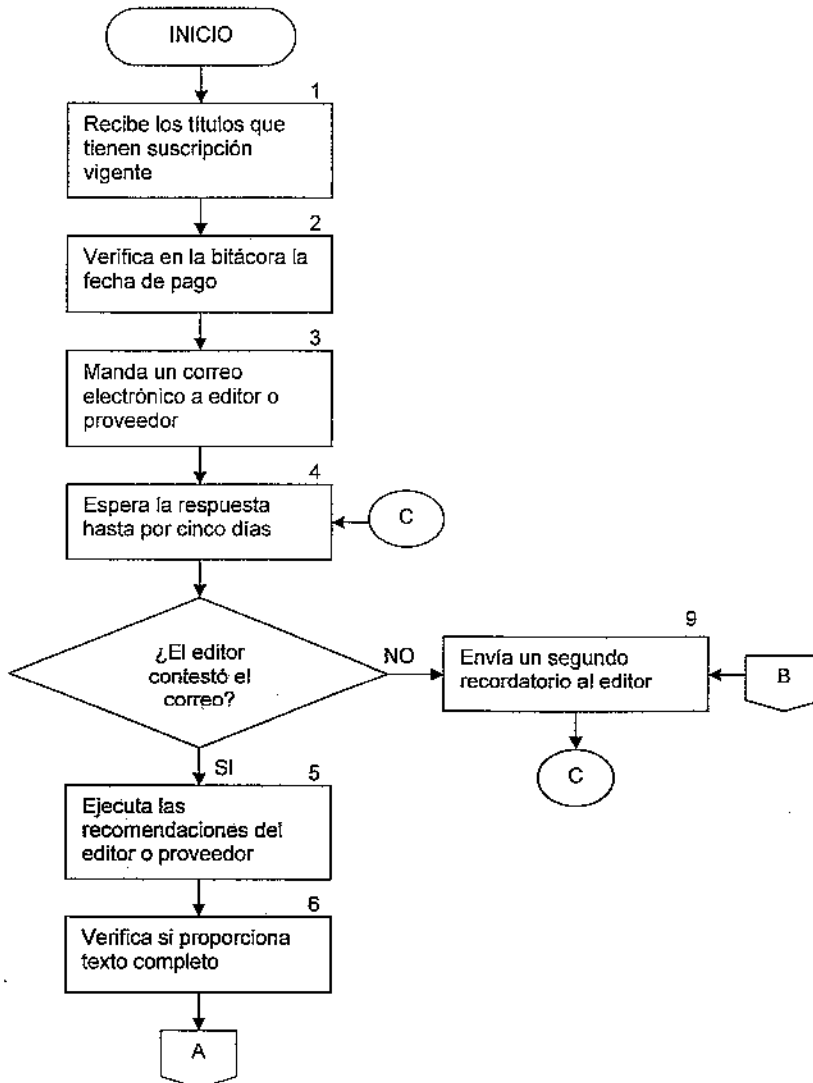 INICIO
1
Recibe los títulos que
tienen suscripción
vigente
2
Verifica en la bitácora la
fecha de pago
3
Manda un correo
electrónico a editor o
proveedor
4
Espera la respuesta
hasta por cinco días
C
¿El editor
contestó el
correo?
NO
9
Envía un segundo
recordatorio al editor
B
C
SI
5
Ejecuta las
recomendaciones del
editor o proveedor
6
Verifica si proporciona
texto completo
A